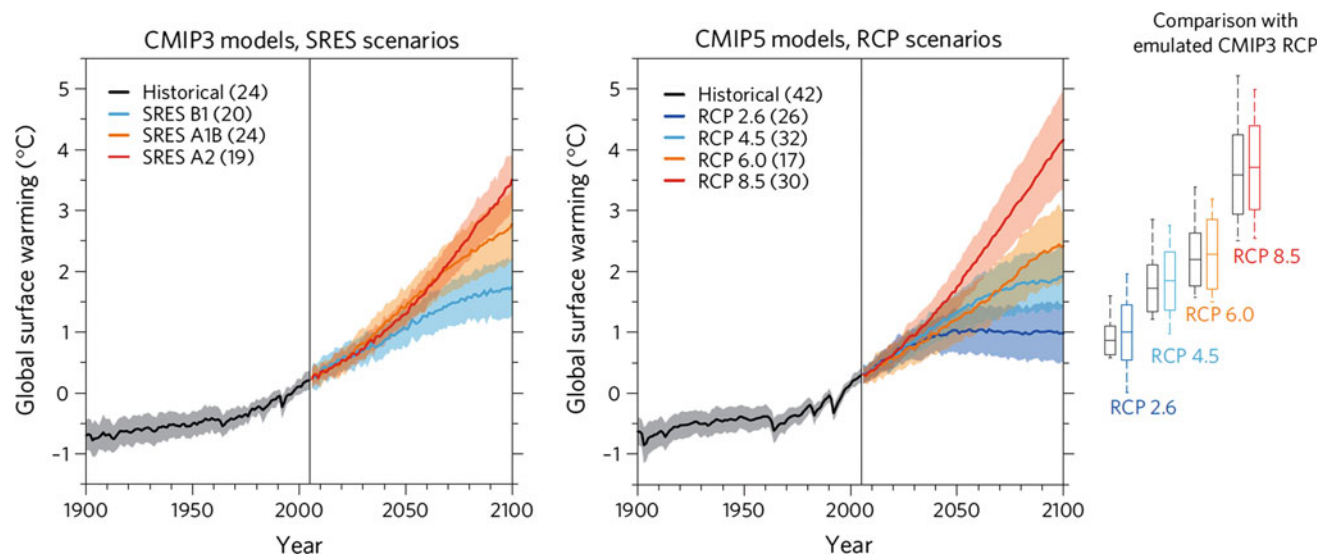 CMIP3 models, SRES scenarios
Global surface warming (°C)
5
4
3
2
1
0
-1
Historical (24)
SRES B1 (20)
SRES A1B (24)
SRES A2 (19)
1900
1950
2000
2050
2100
Year
CMIP5 models, RCP scenarios
Global surface warming (°C)
5
4
3
2
1
0
-1
Historical (42)
RCP 2.6 (26)
RCP 4.5 (32)
RCP 6.0 (17)
RCP 8.5 (30)
1900
1950
2000
2050
2100
Year
Comparison with
emulated CMIP3 RCP
RCP 8.5
RCP 6.0
RCP 4.5
RCP 2.6